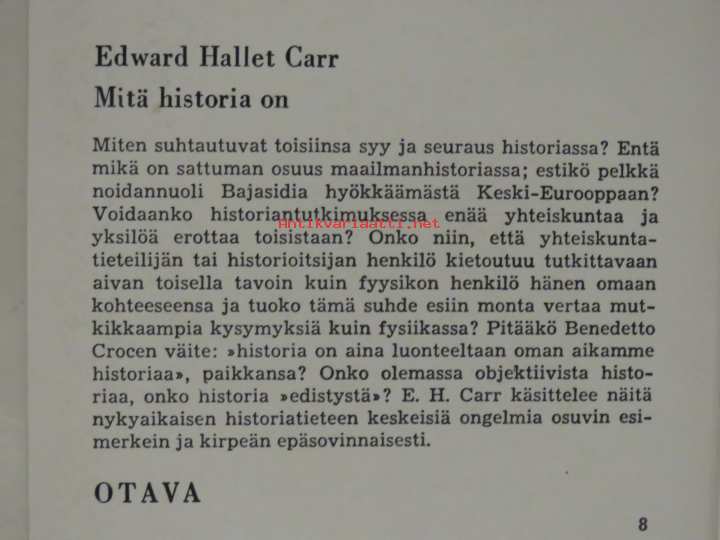 Edward Hallet Carr
Mitä historia on
Miten suhtautuvat toisiinsa syy ja seuraus historiassa? Entä
mikä on sattuman osuus maailmanhistoriassa; estikö pelkkä
noidannuoli Bajasidia hyökkäämästä Keski-Eurooppaan?
Voidaanko historiantutkimuksessa enää yhteiskuntaa ja
Antikvariaatti.net
yksilöä erottaa toisistaan? Onko niin, että yhteiskunta-
tieteilijän tai historioitsijan henkilö kietoutuu tutkittavaan
aivan toisella tavoin kuin fyysikon henkilö hänen omaan
kohteeseensa ja tuoko tämä suhde esiin monta vertaa mut-
kikkaampia kysymyksiä kuin fysiikassa? Pitääkö Benedetto
Crocen väite: »historia on aina luonteeltaan oman aikamme
historiaa», paikkansa? Onko olemassa objektiivista histo-
riaa, onko historia »edistystä»? E. H. Carr käsittelee näitä
nykyaikaisen historiatieteen keskeisiä ongelmia osuvin esi-
merkein ja kirpeän epäsovinnaisesti.
OTAVA
8